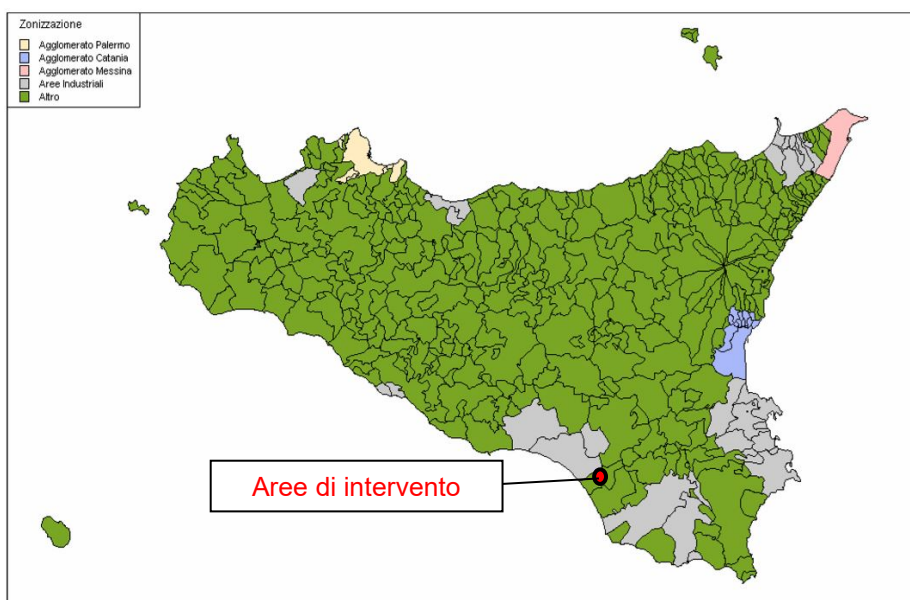 Zonizzazione
Agglomerato Palermo
Agglomerato Catania
Agglomerato Messina
Aree Industriali
Altro
Aree di intervento